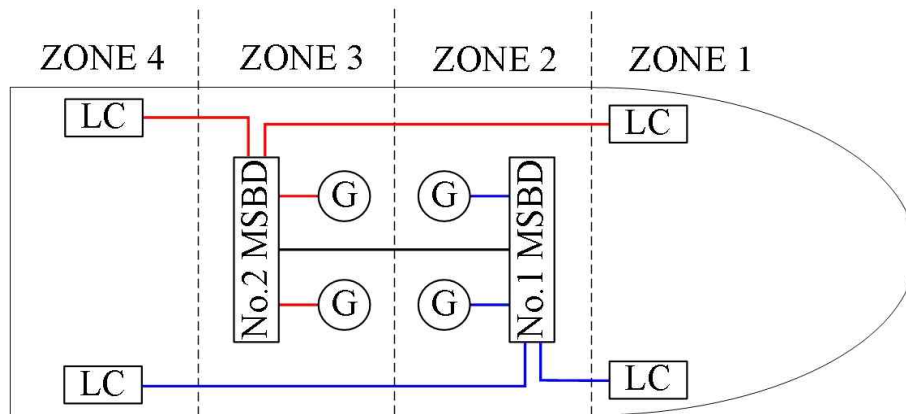 ZONE 4
ZONE 3
ZONE 2
ZONE 1
LC
LC
No.2 MSBD
G
G
No.1 MSBD
G
G
LC
LC